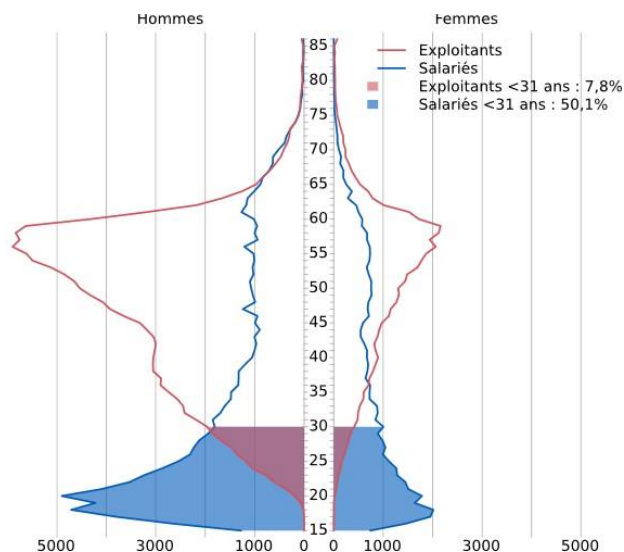 Hommes
Femmes
Exploitants
Salariés
Exploitants <31 ans : 7,8%
Salariés <31 ans : 50,1%
85
80
75
70
65
60
55
50
45
40
35
30
25
20
15
5000 3000 1000 0 0 1000 3000 5000